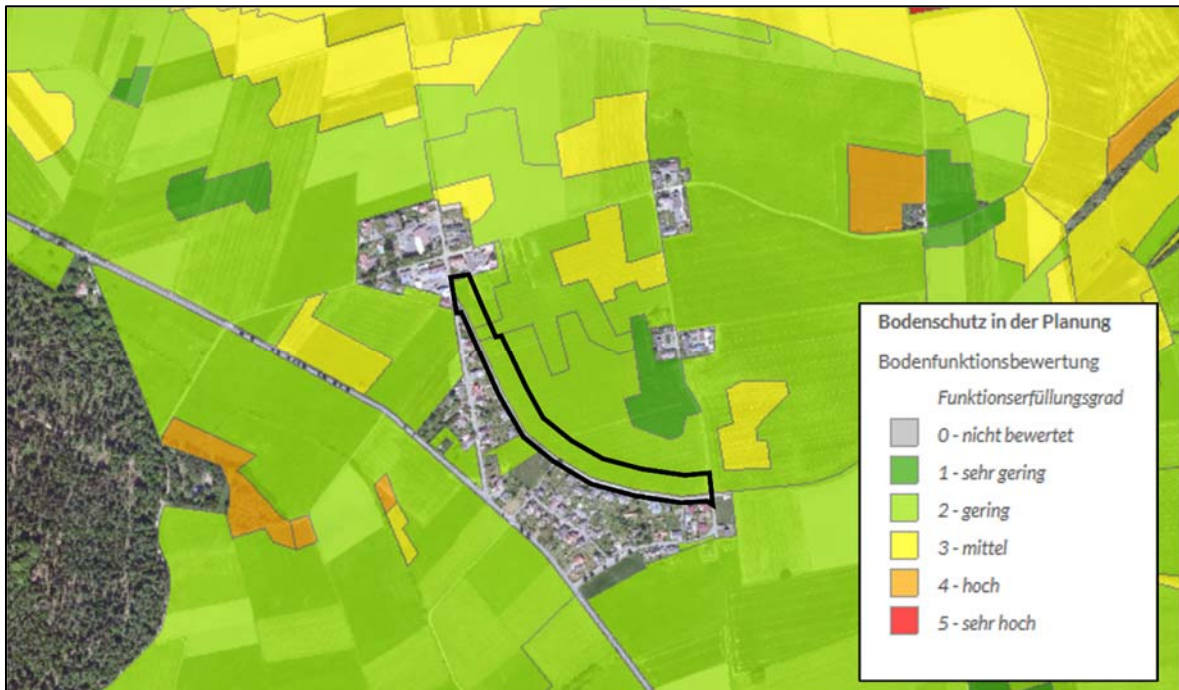 Bodenschutz in der Planung
Bodenfunktionsbewertung
Funktionserfüllungsgrad
0 - nicht bewertet
1 - sehr gering
2 - gering
3 - mittel
4 - hoch
5 - sehr hoch